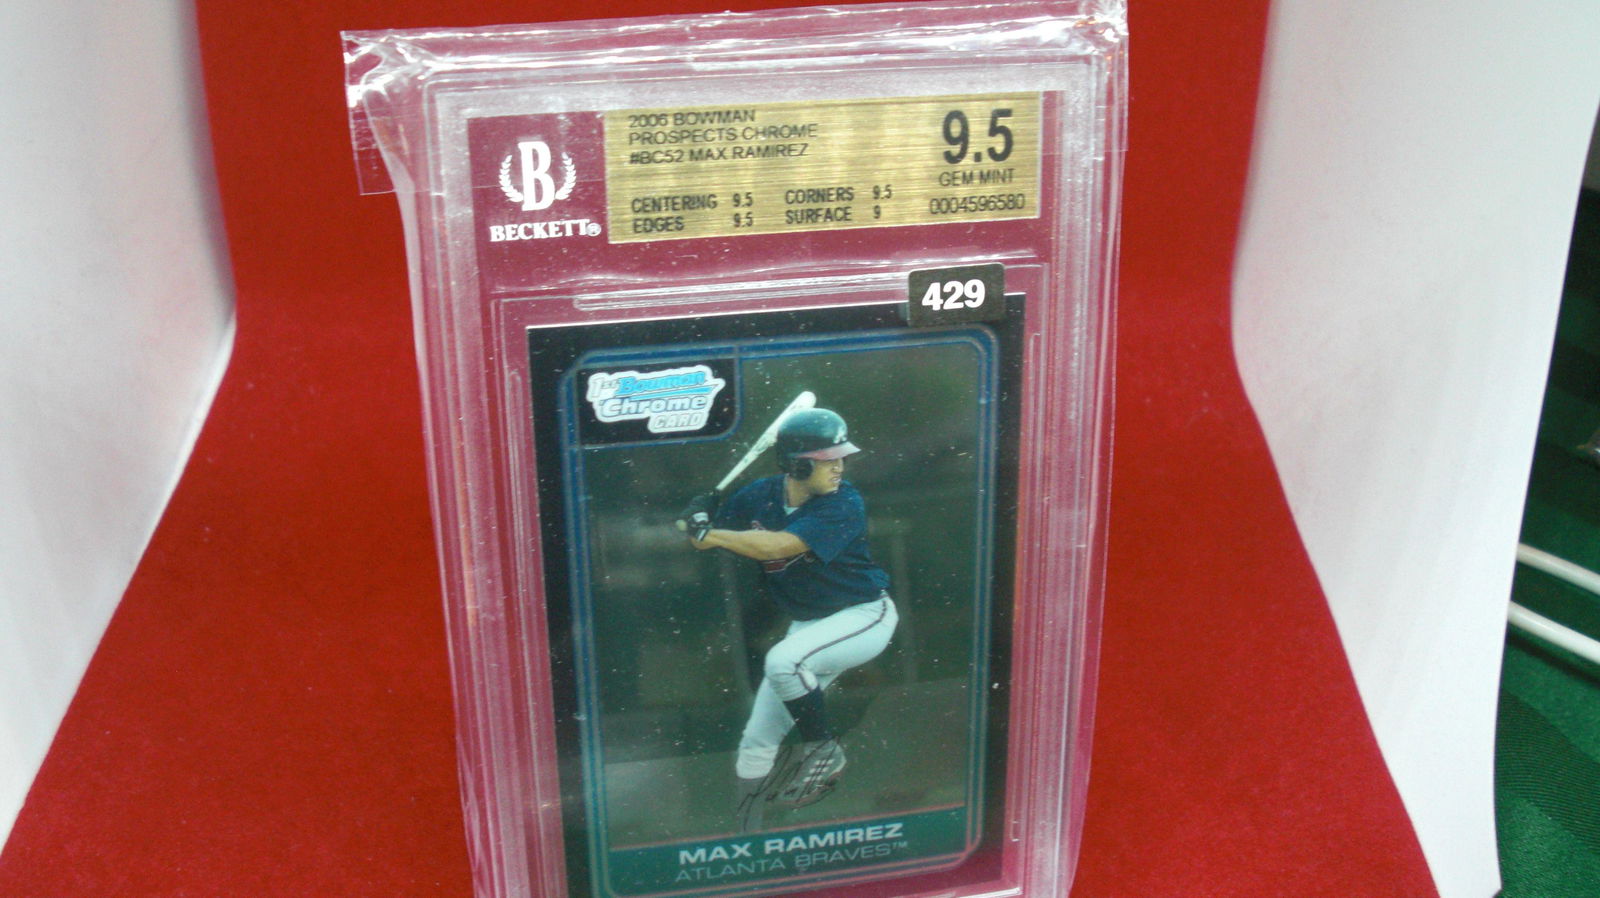 2006 BOWMAN
PROSPECTS CHROME
#BC52 MAX RAMIREZ
9.5
GEM MINT
CENTERING 9.5 CORNERS 9.5
EDGES 9.5 SURFACE 9
0004596580
B
BECKETT®
429
1st Bowman
Chrome
CARD
MAX RAMIREZ
ATLANTA BRAVES™